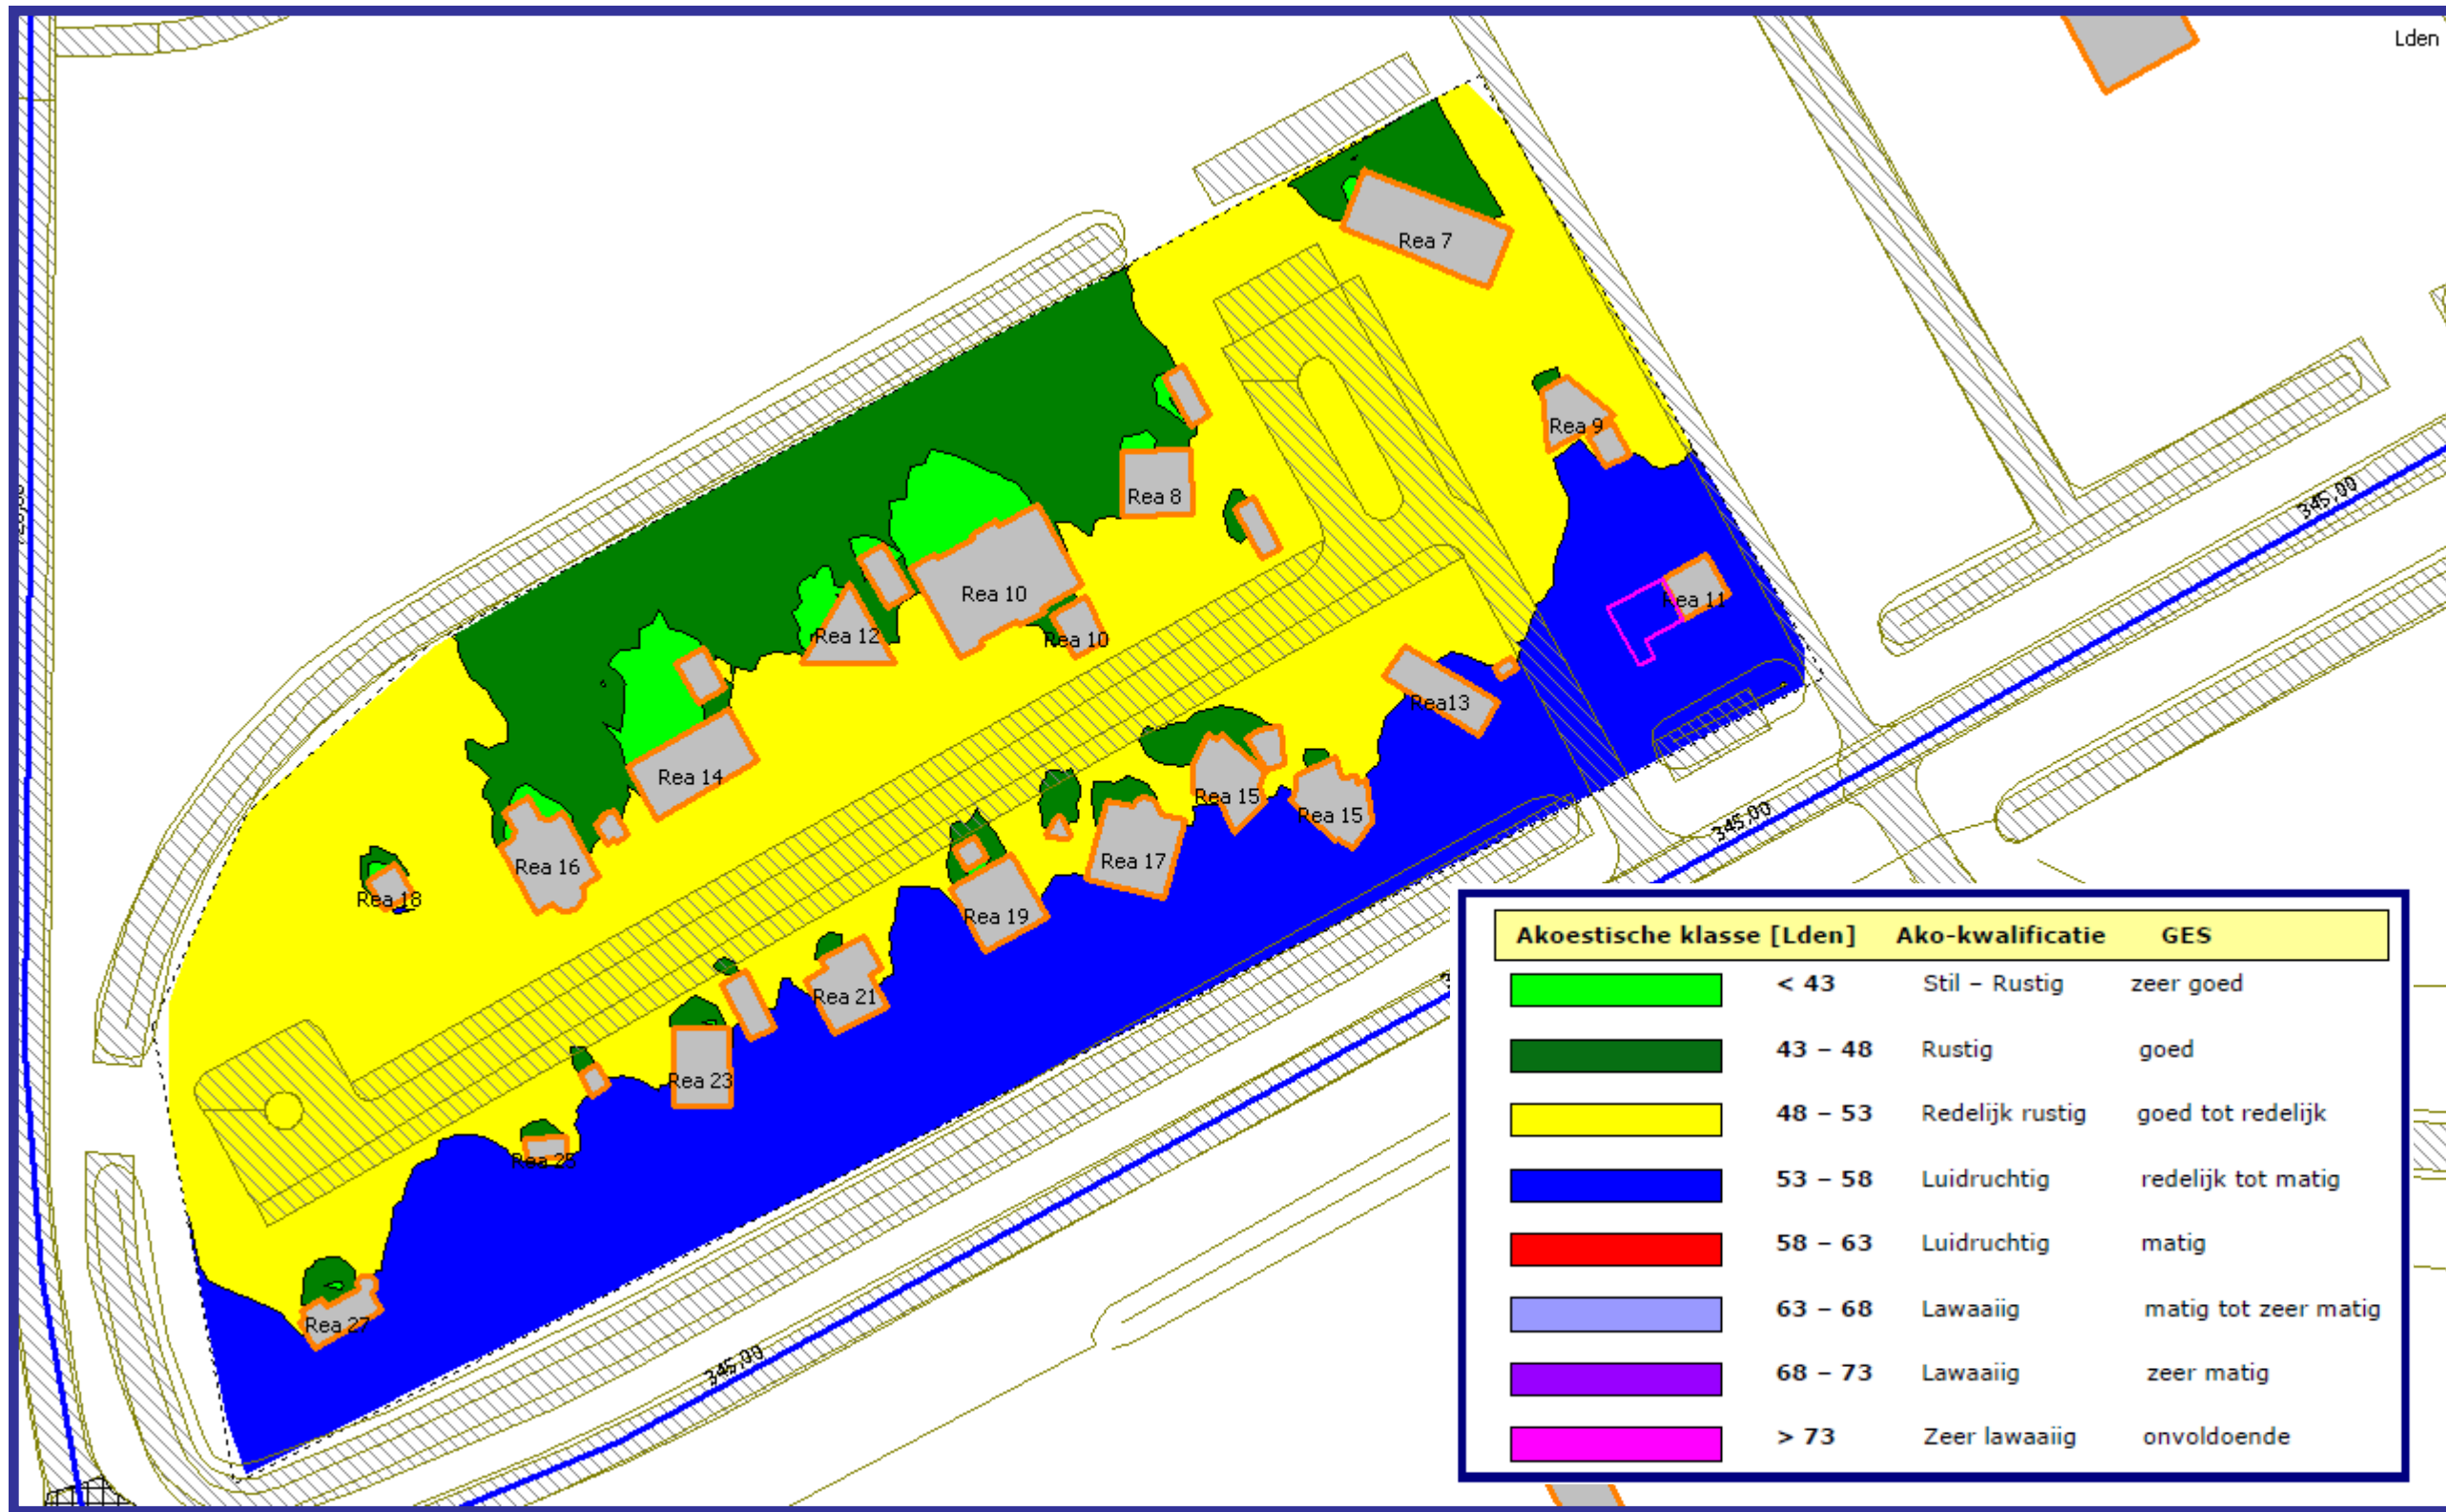 Lden
Rea 7
Rea 9
Rea 8
345,00
Rea 10
Rea 11
Rea 12
Rea 10
Rea13
Rea 14
Rea 15
Rea 15
345,00
Rea 16
Rea 17
Rea 18
Rea 19
Rea 21
Rea 23
Rea 25
Rea 27
345,00
Akoestische klasse [Lden] Ako-kwalificatie GES
< 43 Stil – Rustig zeer goed
43 – 48 Rustig goed
48 – 53 Redelijk rustig goed tot redelijk
53 – 58 Luidruchtig redelijk tot matig
58 – 63 Luidruchtig matig
63 – 68 Lawaaiig matig tot zeer matig
68 – 73 Lawaaiig zeer matig
> 73 Zeer lawaaiig onvoldoende